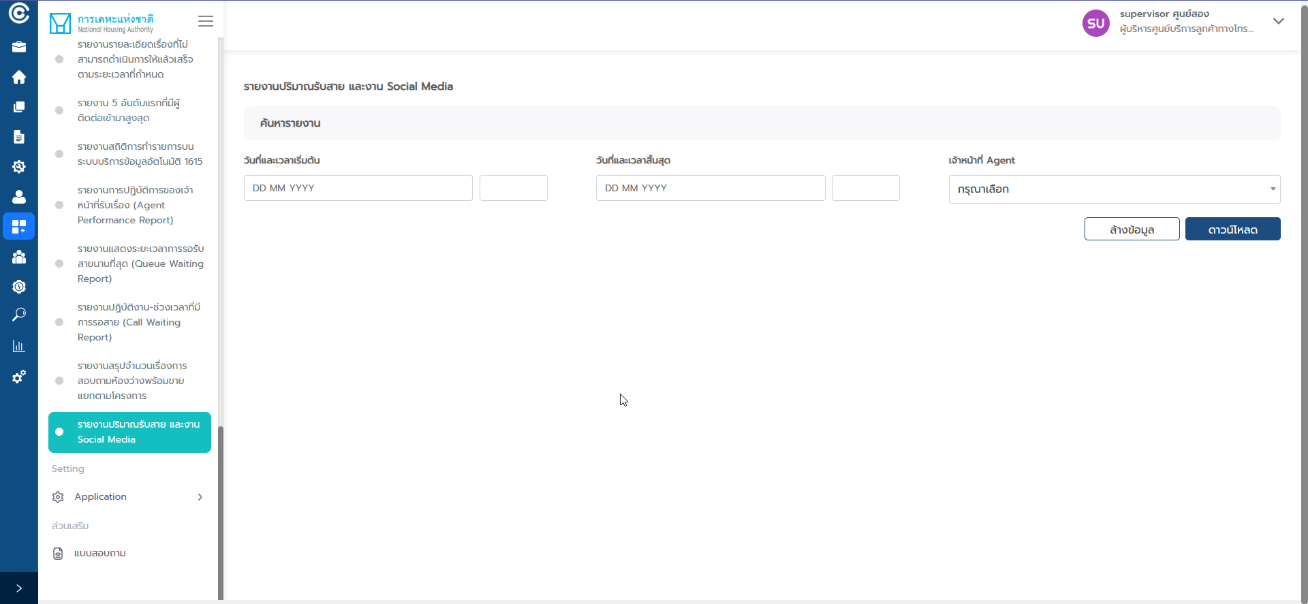 การเคหะแห่งชาติ
National Housing Authority
รายงานรายละเอียดเรื่องที่ไม่
สามารถดำเนินการให้แล้วเสร็จ
ตามระยะเวลาที่กำหนด
รายงาน 5 อันดับแรกที่มีผู้
ติดต่อเข้ามาสูงสุด
รายงานสถิติการทำรายการบน
ระบบบริการข้อมูลอัตโนมัติ 1615
รายงานการปฏิบัติการของเจ้า
หน้าที่รับเรื่อง (Agent
Performance Report)
รายงานแสดงระยะเวลาการรอรับ
สายนานที่สุด (Queue Waiting
Report)
รายงานปฏิบัติงาน-ช่วงเวลาที่มี
การรอสาย (Call Waiting
Report)
รายงานสรุปจำนวนเรื่องการ
สอบถามห้องว่างพร้อมขาย
แยกตามโครงการ
รายงานปริมาณรับสาย และงาน
Social Media
Setting
Application
ส่วนเสริม
แบบสอบถาม
SU
supervisor ศูนย์สอง
ผู้บริหารศูนย์บริการลูกค้าทางโทร...
รายงานปริมาณรับสาย และงาน Social Media
ค้นหารายงาน
วันที่และเวลาเริ่มต้น
DD MM YYYY
วันที่และเวลาสิ้นสุด
DD MM YYYY
เจ้าหน้าที่ Agent
กรุณาเลือก
ล้างข้อมูล
ดาวน์โหลด